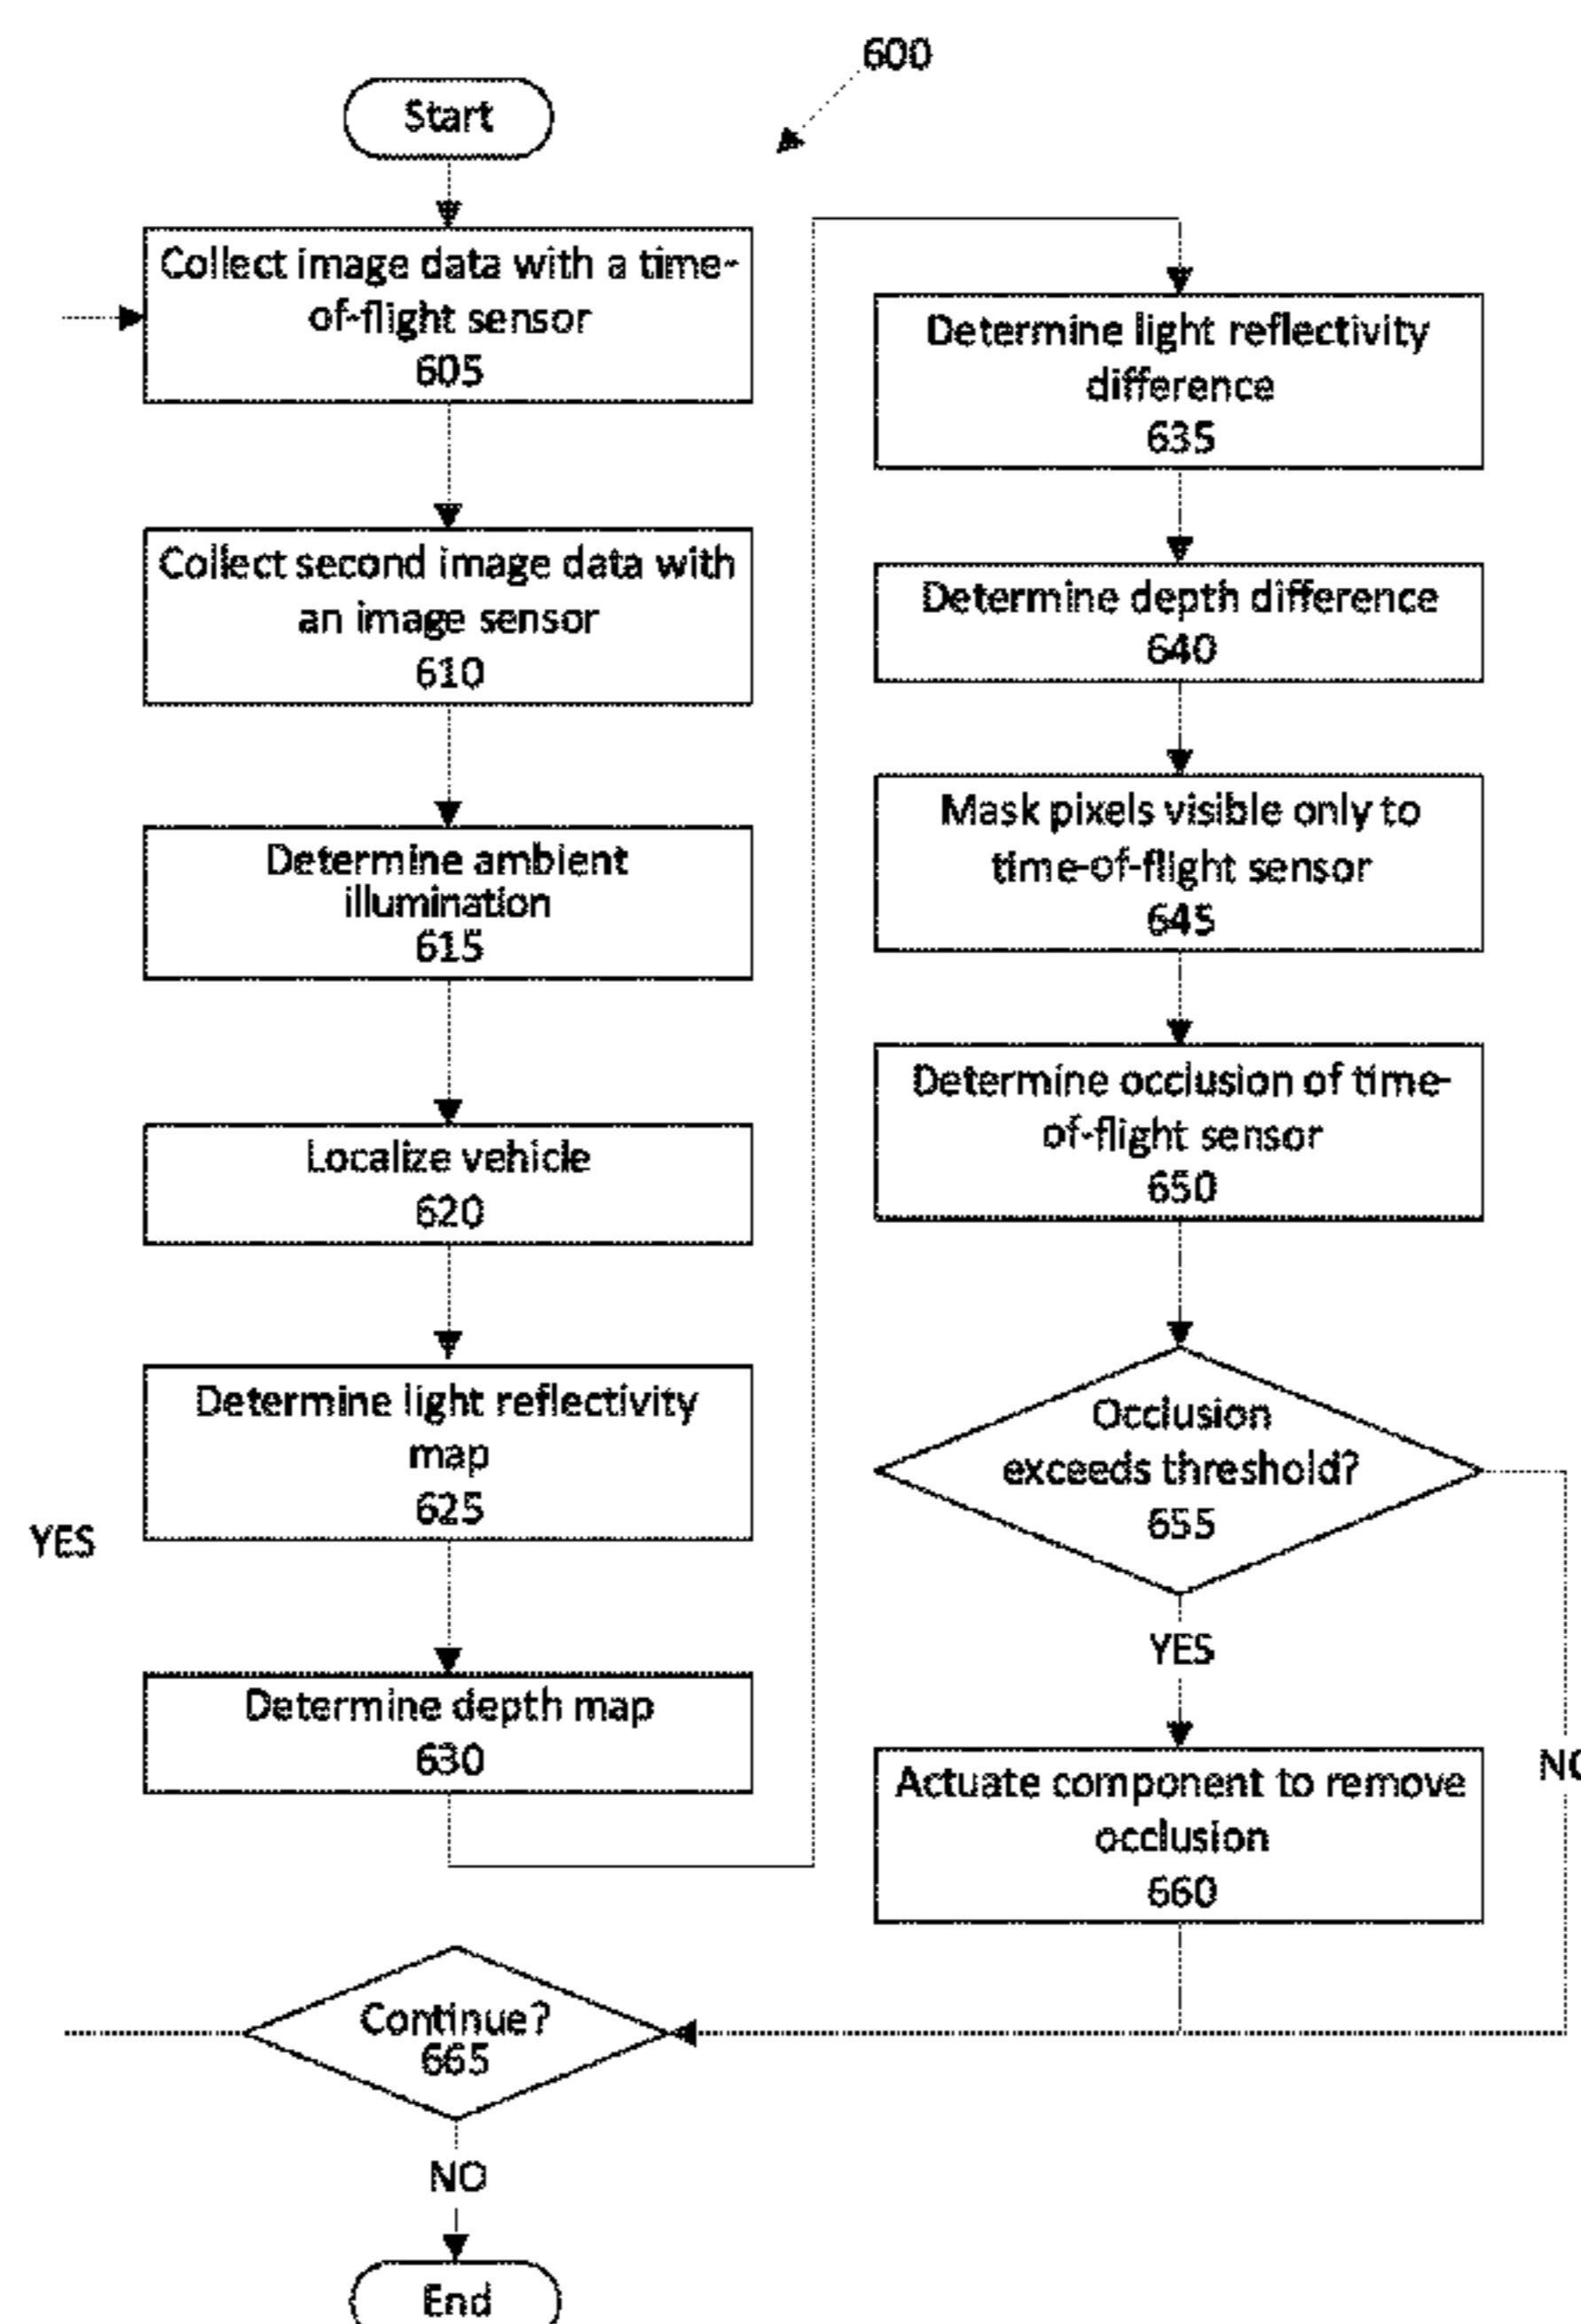 600
Start
Collect image data with a time-
of-flight sensor
605
Collect second image data with
an image sensor
610
Determine ambient
illumination
615
Localize vehicle
620
Determine light reflectivity
map
625
YES
Determine depth map
630
Determine light reflectivity
difference
635
Determine depth difference
640
Mask pixels visible only to
time-of-flight sensor
645
Determine occlusion of time-
of-flight sensor
650
Occlusion
exceeds threshold?
655
YES
NO
Actuate component to remove
occlusion
660
Continue?
665
NO
End